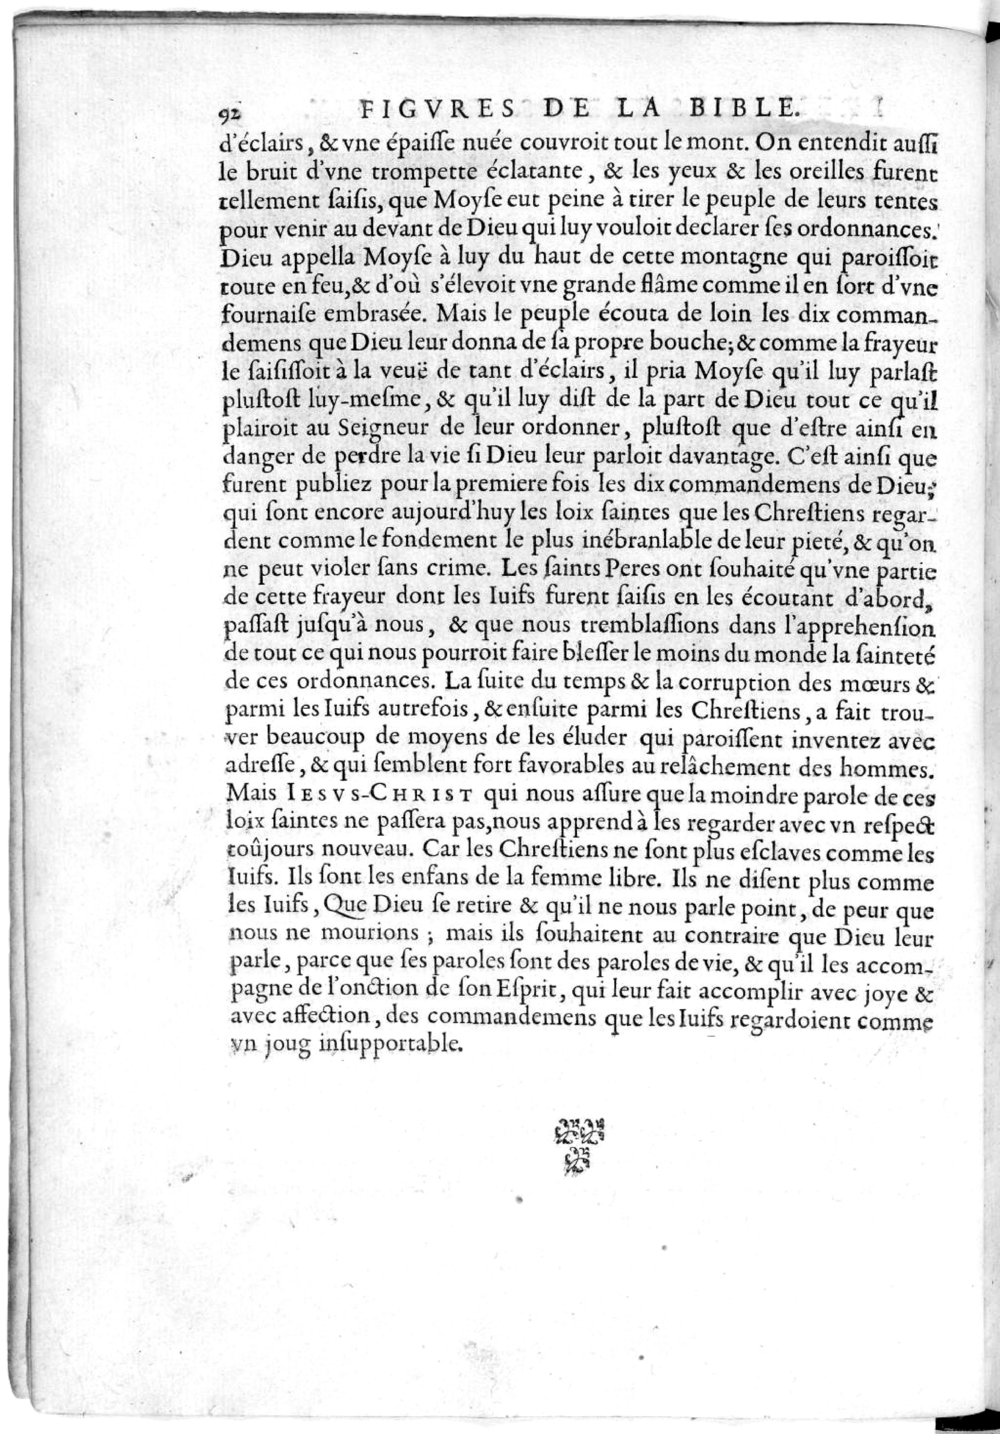 92 FIGVRES DE LA BIBLE.
d'éclairs, & vne épaiſſe nuée couvroit tout le mont. On entendit auſſi
le bruit d'vne trompette éclatante, & les yeux & les oreilles furent
tellement ſaiſis, que Moyſe eut peine à tirer le peuple de leurs tentes
pour venir au devant de Dieu qui luy vouloit declarer ſes ordonnances.
Dieu appella Moyſe à luy du haut de cette montagne qui paroiſſoit
toute en feu, & d'où s'élevoit vne grande flâme comme il en ſort d'vne
fournaiſe embrasée. Mais le peuple écouta de loin les dix comman-
demens que Dieu leur donna de ſa propre bouche; & comme la frayeur
le ſaiſiſſoit à la veuë de tant d'éclairs, il pria Moyſe qu'il luy parlaſt
pluſtoſt luy-meſme, & qu'il luy diſt de la part de Dieu tout ce qu'il
plairoit au Seigneur de leur ordonner, pluſtoſt que d'eſtre ainſi en
danger de perdre la vie ſi Dieu leur parloit davantage. C'eſt ainſi que
furent publiez pour la premiere fois les dix commandemens de Dieu;
qui ſont encore aujourd'huy les loix ſaintes que les Chreſtiens regar-
dent comme le fondement le plus inébranlable de leur pieté, & qu'on
ne peut violer ſans crime. Les ſaints Peres ont ſouhaité qu'vne partie
de cette frayeur dont les Iuifs furent ſaiſis en les écoutant d'abord,
paſſaſt juſqu'à nous, & que nous tremblaſſions dans l'apprehenſion
de tout ce qui nous pourroit faire bleſſer le moins du monde la ſainteté
de ces ordonnances. La ſuite du temps & la corruption des mœurs &
parmi les Iuifs autrefois, & enſuite parmi les Chreſtiens, a fait trou-
ver beaucoup de moyens de les éluder qui paroiſſent inventez avec
adreſſe, & qui ſemblent fort favorables au relâchement des hommes.
Mais IESVS-CHRIST qui nous aſſure que la moindre parole de ces
loix ſaintes ne paſſera pas, nous apprend à les regarder avec vn reſpect
toûjours nouveau. Car les Chreſtiens ne ſont plus eſclaves comme les
Iuifs. Ils ſont les enfans de la femme libre. Ils ne diſent plus comme
les Iuifs, Que Dieu ſe retire & qu'il ne nous parle point, de peur que
nous ne mourions; mais ils ſouhaitent au contraire que Dieu leur
parle, parce que ſes paroles ſont des paroles de vie, & qu'il les accom-
pagne de l'onction de ſon Eſprit, qui leur fait accomplir avec joye &
avec affection, des commandemens que les Iuifs regardoient comme
vn joug inſupportable.